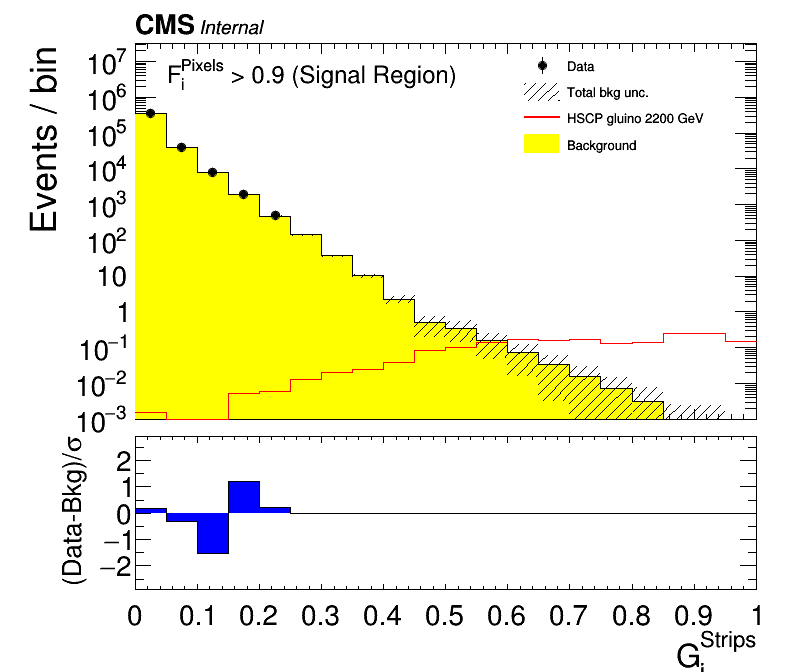 CMS Internal
Events / bin
F_i^Pixels > 0.9 (Signal Region)
Data
Total bkg unc.
HSCP gluino 2200 GeV
Background
10^7
10^6
10^5
10^4
10^3
10^2
10
1
10^−1
10^−2
10^−3
(Data-Bkg)/σ
2
1
0
−1
−2
0 0.1 0.2 0.3 0.4 0.5 0.6 0.7 0.8 0.9 1
G_i^Strips